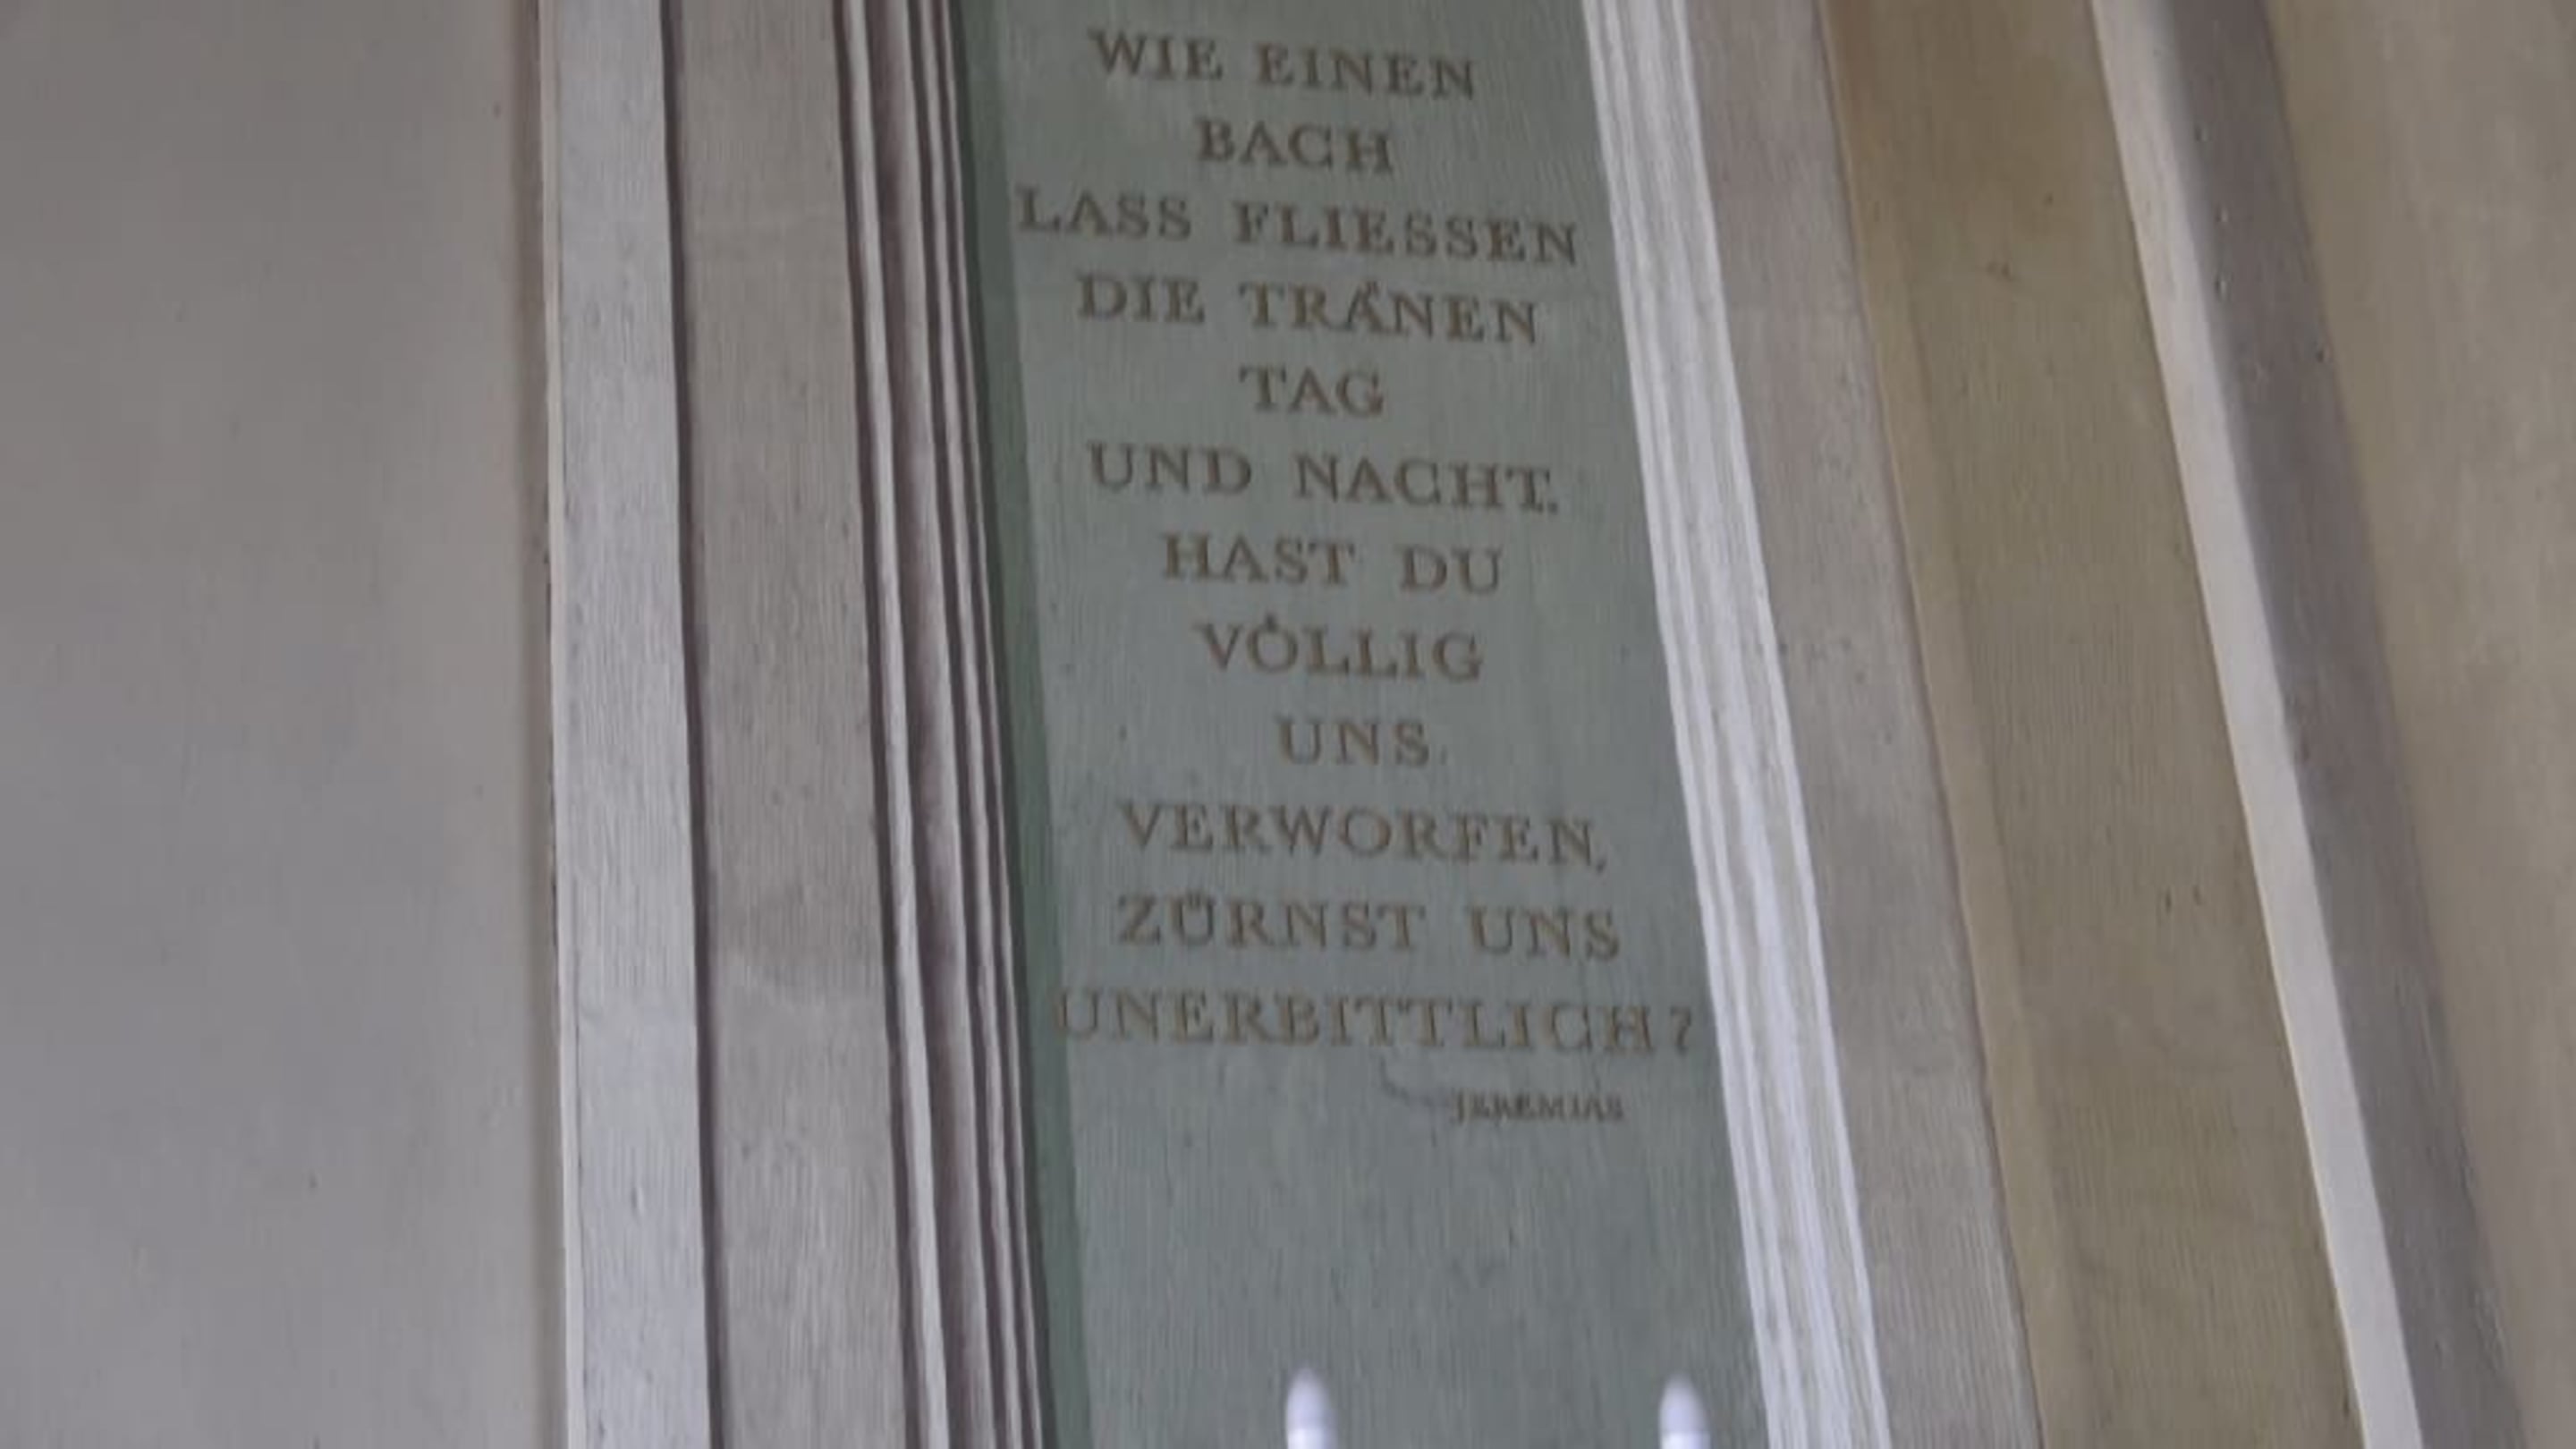 WIE EINEN
BACH
LASS FLIESSEN
DIE TRÄNEN
TAG
UND NACHT.
HAST DU
VÖLLIG
UNS
VERWORFEN,
ZÜRNST UNS
UNERBITTLICH?
JEREMIAS